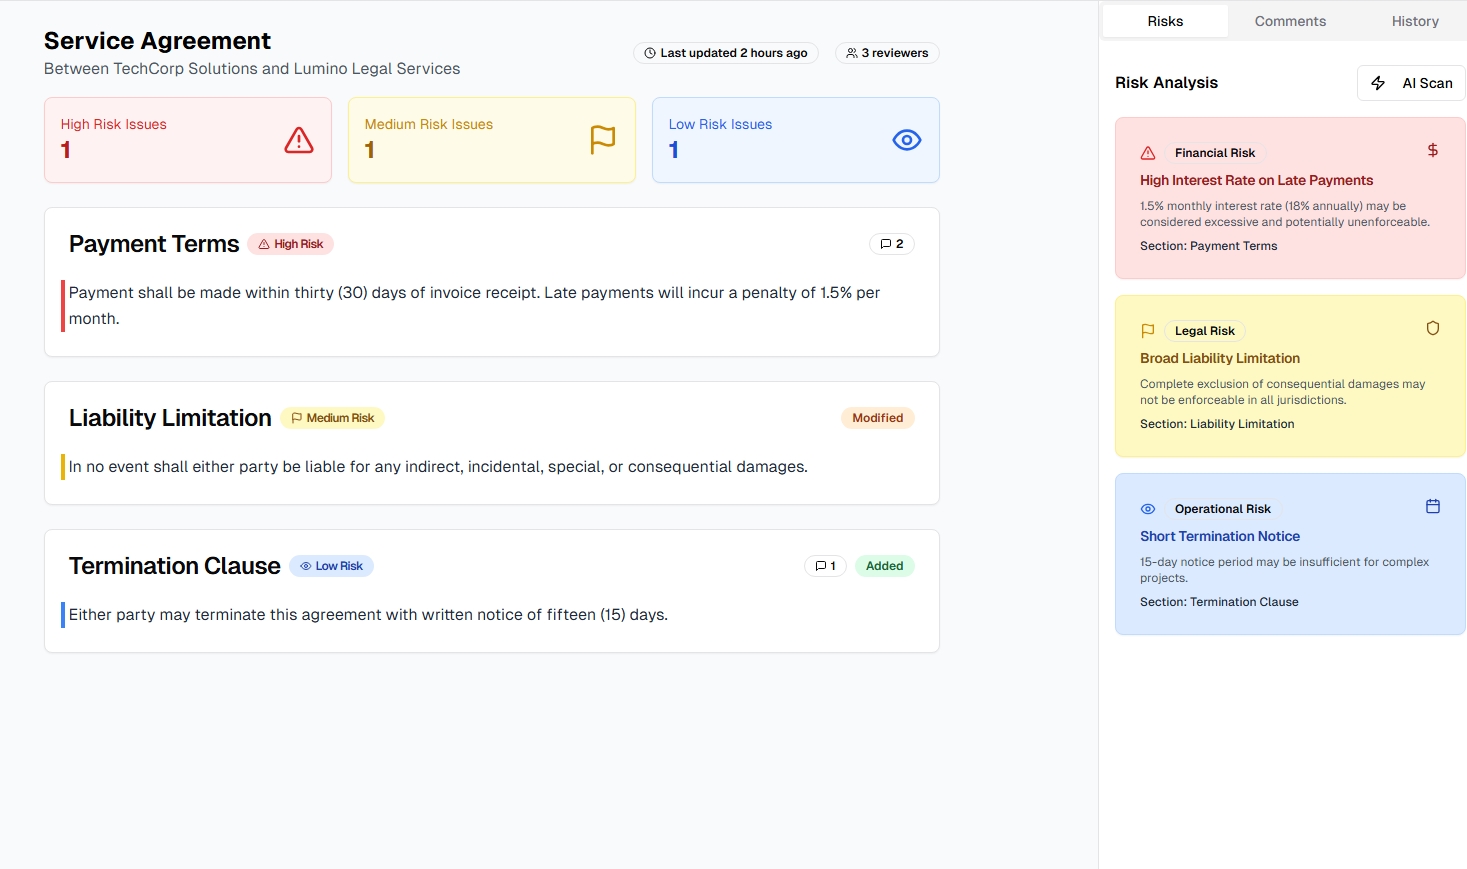 Service Agreement
Between TechCorp Solutions and Lumino Legal Services
Last updated 2 hours ago
3 reviewers
High Risk Issues
1
Medium Risk Issues
1
Low Risk Issues
1
Payment Terms
High Risk
2
Payment shall be made within thirty (30) days of invoice receipt. Late payments will incur a penalty of 1.5% per
month.
Liability Limitation
Medium Risk
Modified
In no event shall either party be liable for any indirect, incidental, special, or consequential damages.
Termination Clause
Low Risk
1
Added
Either party may terminate this agreement with written notice of fifteen (15) days.
Risks
Comments
History
Risk Analysis
AI Scan
Financial Risk
$
High Interest Rate on Late Payments
1.5% monthly interest rate (18% annually) may be
considered excessive and potentially unenforceable.
Section: Payment Terms
Legal Risk
Broad Liability Limitation
Complete exclusion of consequential damages may
not be enforceable in all jurisdictions.
Section: Liability Limitation
Operational Risk
Short Termination Notice
15-day notice period may be insufficient for complex
projects.
Section: Termination Clause